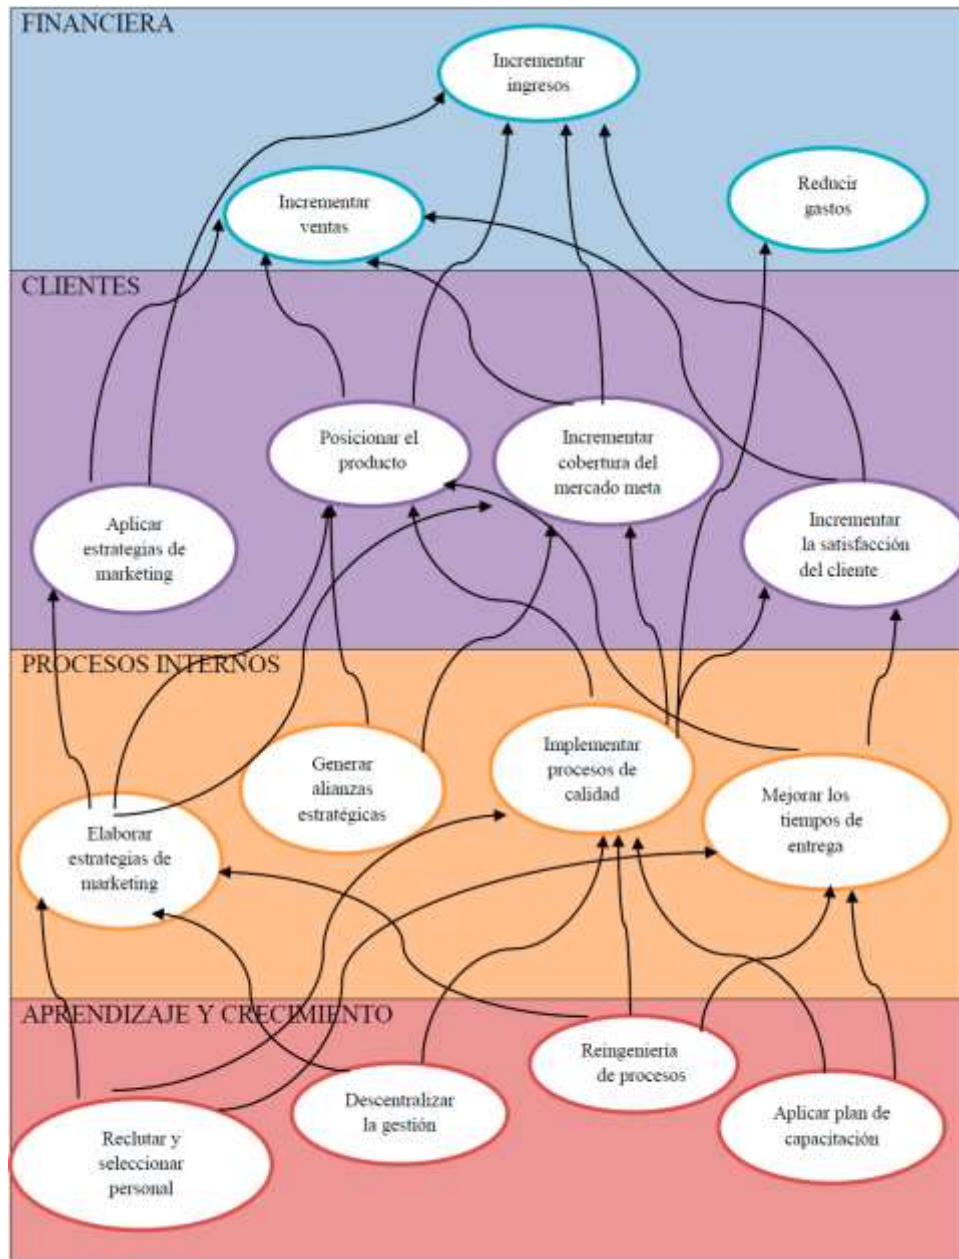 FINANCIERA
Incrementar
ingresos
Reducir
gastos
Incrementar
ventas
CLIENTES
Posicionar el
producto
Incrementar
cobertura del
mercado meta
Aplicar
estrategias de
marketing
Incrementar
la satisfacción
del cliente
PROCESOS INTERNOS
Generar
alianzas
estratégicas
Implementar
procesos de
calidad
Mejorar los
tiempos de
entrega
Elaborar
estrategias de
marketing
APRENDIZAJE Y CRECIMIENTO
Reingeniería
de procesos
Descentralizar
la gestión
Aplicar plan de
capacitación
Reclutar y
seleccionar
personal